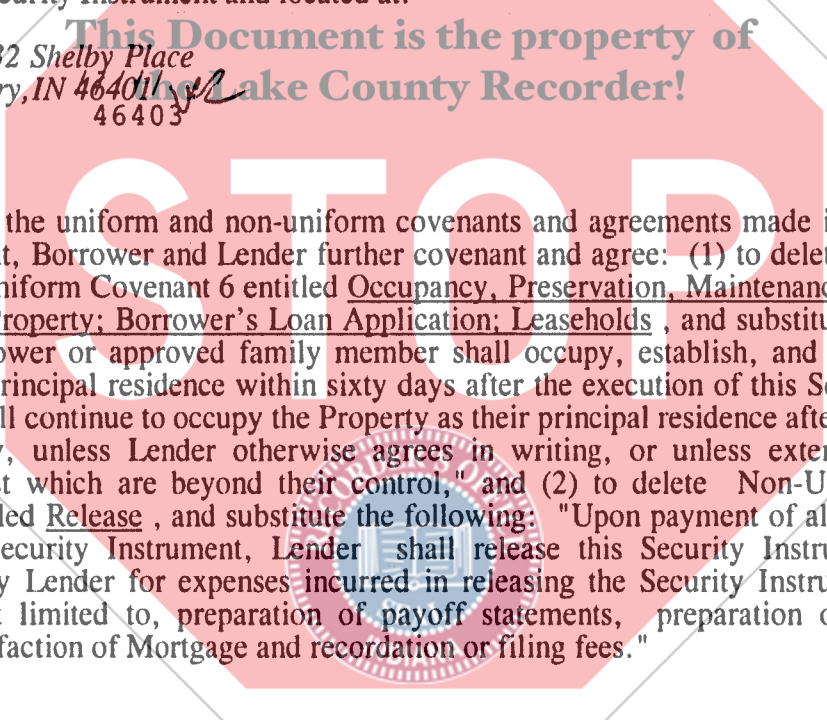 curity Instrument and located at:
This Document is the property of
the Lake County Recorder!
32 Shelby Place
ry, IN 46401
46403
STOP
the uniform and non-uniform covenants and agreements made i
t, Borrower and Lender further covenant and agree: (1) to delet
niform Covenant 6 entitled Occupancy, Preservation, Maintenanc
Property; Borrower's Loan Application; Leaseholds , and substitu
ower or approved family member shall occupy, establish, and
rincipal residence within sixty days after the execution of this S
ll continue to occupy the Property as their principal residence afte
y, unless Lender otherwise agrees in writing, or unless exter
st which are beyond their control," and (2) to delete Non-U
led Release , and substitute the following: "Upon payment of al
ecurity Instrument, Lender shall release this Security Instru
y Lender for expenses incurred in releasing the Security Instru
t limited to, preparation of payoff statements, preparation o
faction of Mortgage and recordation or filing fees."